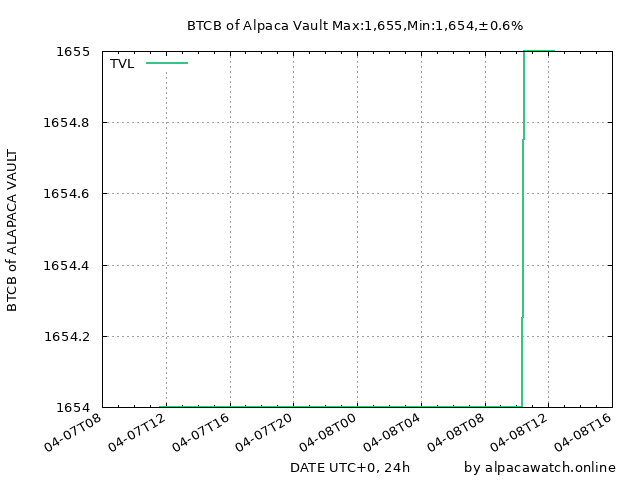 BTCB of Alpaca Vault Max:1,655,Min:1,654,±0.6%
TVL
BTCB of ALAPACA VAULT
1655
1654.8
1654.6
1654.4
1654.2
1654
04-07T08
04-07T12
04-07T16
04-07T20
04-08T00
04-08T04
04-08T08
04-08T12
04-08T16
DATE UTC+0, 24h
by alpacawatch.online